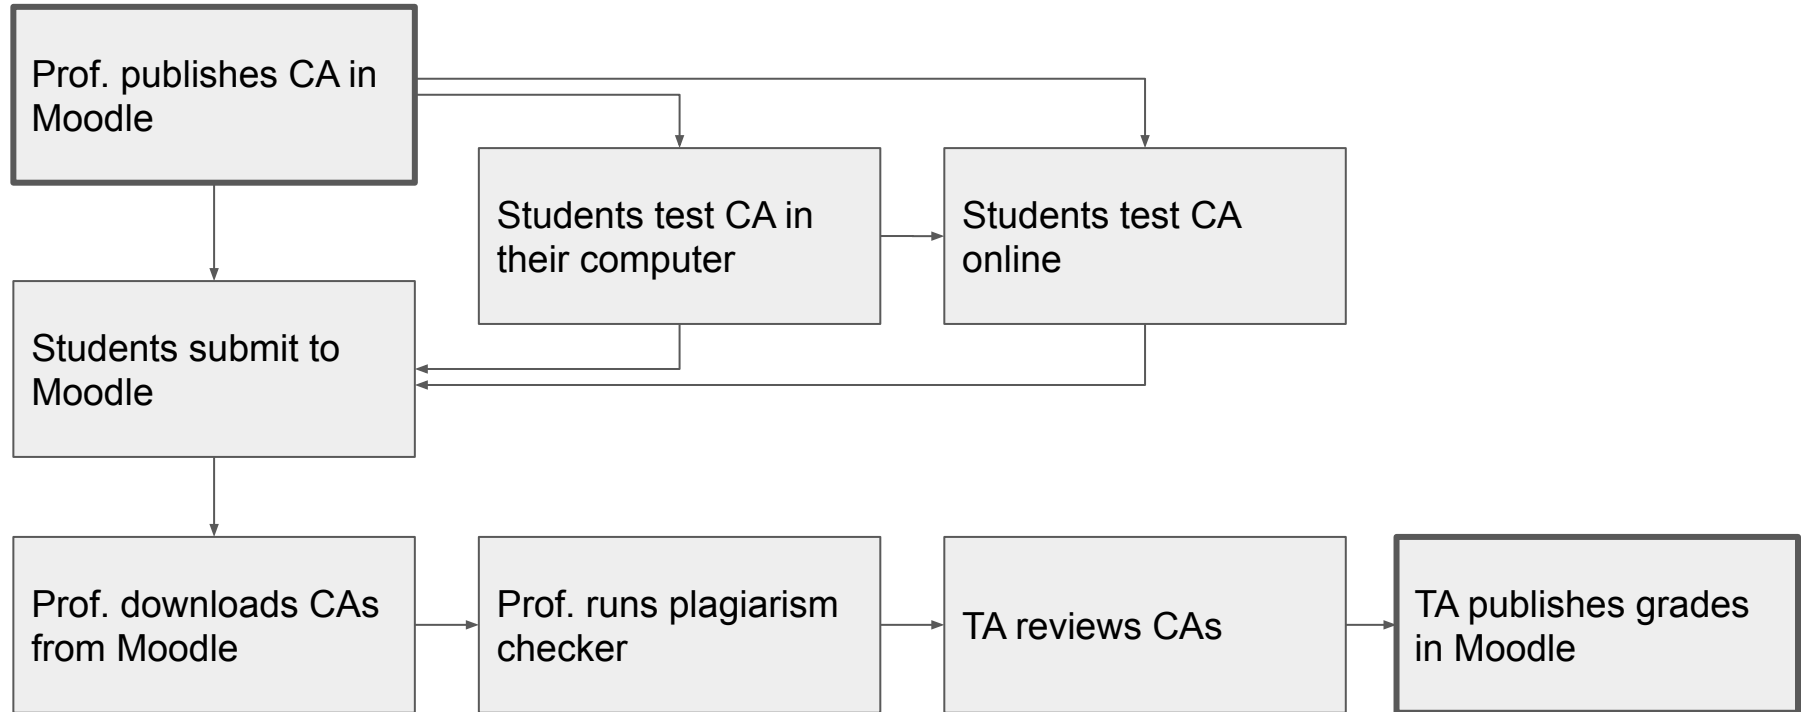 Prof. publishes CA in
Moodle
Students test CA in
their computer
Students test CA
online
Students submit to
Moodle
Prof. downloads CAs
from Moodle
Prof. runs plagiarism
checker
TA reviews CAs
TA publishes grades
in Moodle